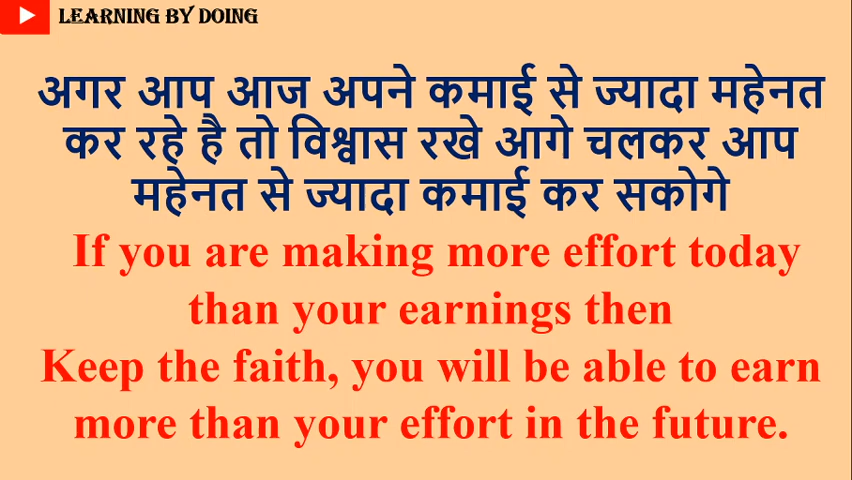 LEARNING BY DOING
अगर आप आज अपने कमाई से ज्यादा महेनत
कर रहे है तो विश्वास रखे आगे चलकर आप
महेनत से ज्यादा कमाई कर सकोगे
If you are making more effort today
than your earnings then
Keep the faith, you will be able to earn
more than your effort in the future.